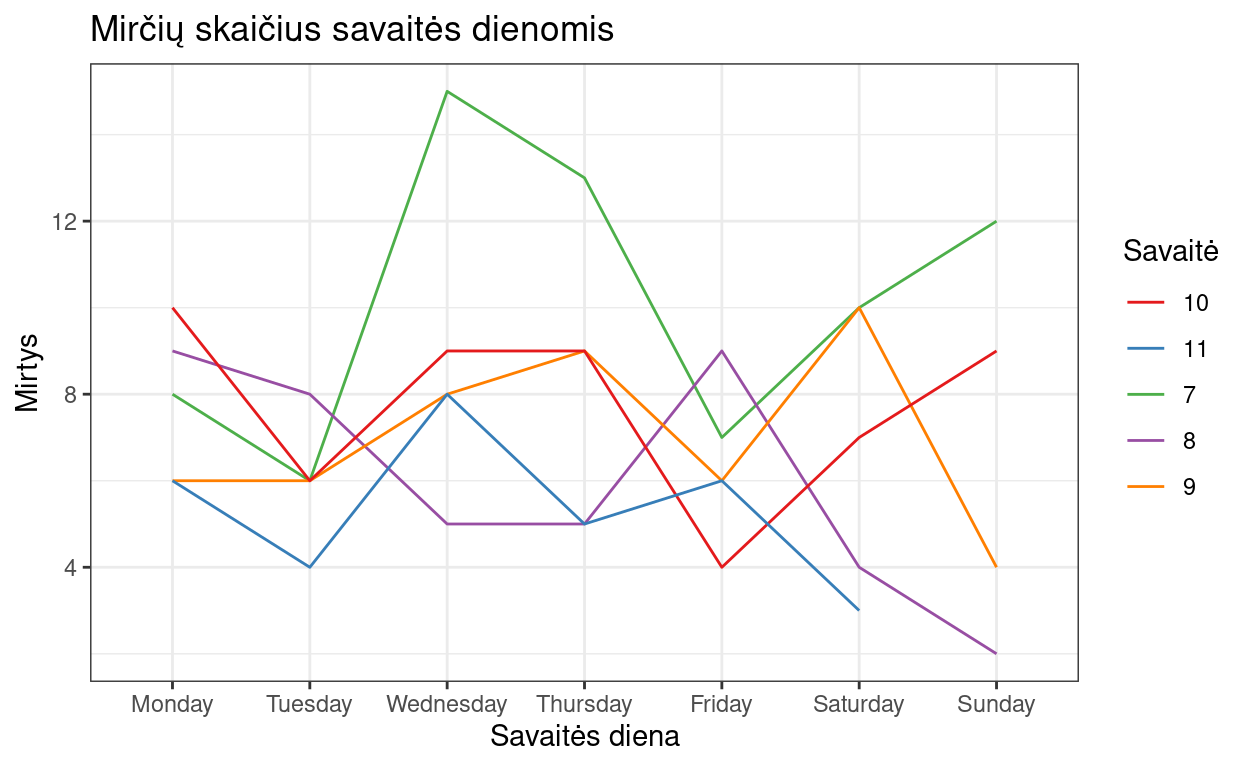 Mirčių skaičius savaitės dienomis
Mirtys
12
8
4
Monday Tuesday Wednesday Thursday Friday Saturday Sunday
Savaitės diena
Savaitė
10
11
7
8
9